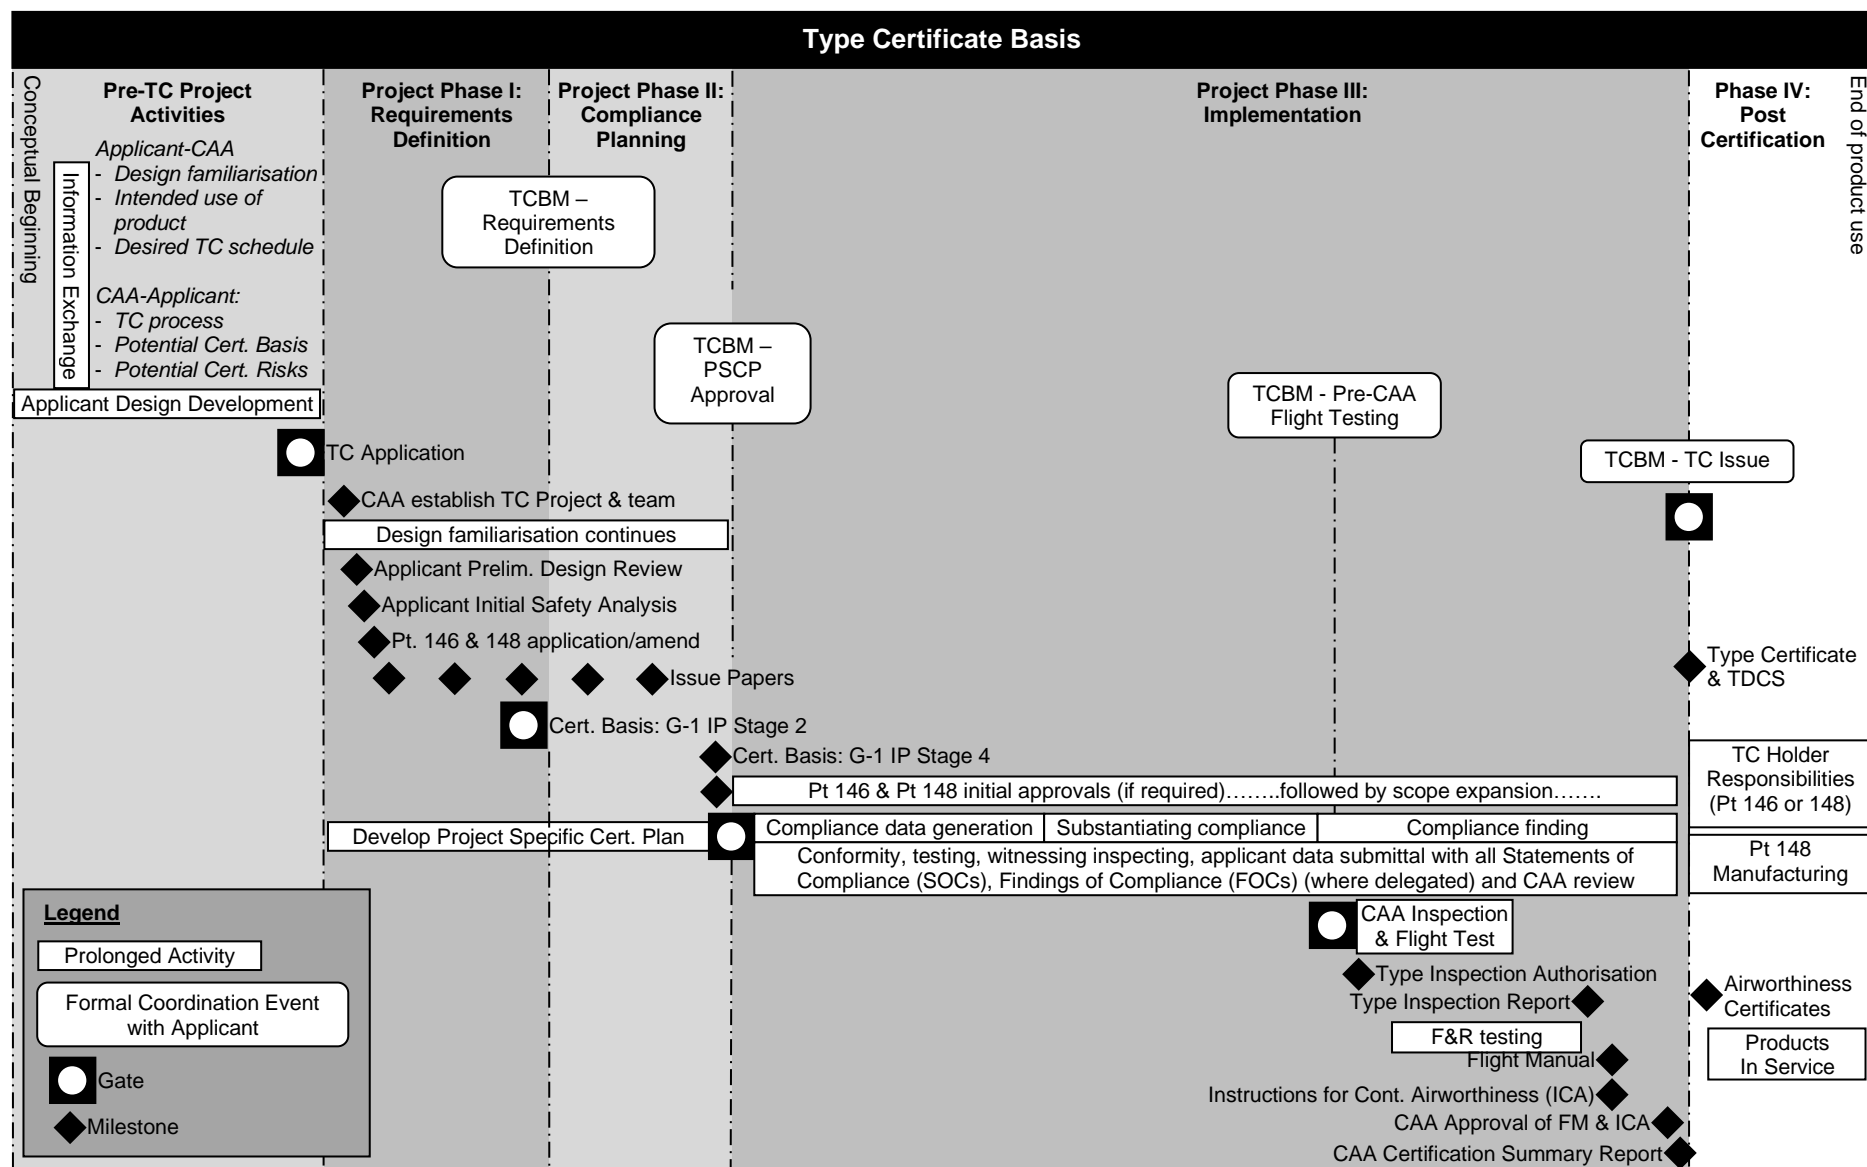 Type Certificate Basis
Conceptual Beginning
Pre-TC Project
Activities
Information Exchange
Applicant-CAA
- Design familiarisation
- Intended use of
product
- Desired TC schedule
CAA-Applicant:
- TC process
- Potential Cert. Basis
- Potential Cert. Risks
Applicant Design Development
Project Phase I:
Requirements
Definition
Project Phase II:
Compliance
Planning
Project Phase III:
Implementation
Phase IV:
Post
Certification
End of product use
TCBM –
Requirements
Definition
TCBM –
PSCP
Approval
TCBM - Pre-CAA
Flight Testing
TCBM - TC Issue
TC Application
CAA establish TC Project & team
Design familiarisation continues
Applicant Prelim. Design Review
Applicant Initial Safety Analysis
Pt. 146 & 148 application/amend
Issue Papers
Type Certificate
& TDCS
Cert. Basis: G-1 IP Stage 2
Cert. Basis: G-1 IP Stage 4
Pt 146 & Pt 148 initial approvals (if required)……..followed by scope expansion…….
TC Holder
Responsibilities
(Pt 146 or 148)
Develop Project Specific Cert. Plan
Compliance data generation
Substantiating compliance
Compliance finding
Conformity, testing, witnessing inspecting, applicant data submittal with all Statements of
Compliance (SOCs), Findings of Compliance (FOCs) (where delegated) and CAA review
Pt 148
Manufacturing
CAA Inspection
& Flight Test
Type Inspection Authorisation
Type Inspection Report
Airworthiness
Certificates
F&R testing
Flight Manual
Products
In Service
Instructions for Cont. Airworthiness (ICA)
CAA Approval of FM & ICA
CAA Certification Summary Report
Legend
Prolonged Activity
Formal Coordination Event
with Applicant
Gate
Milestone